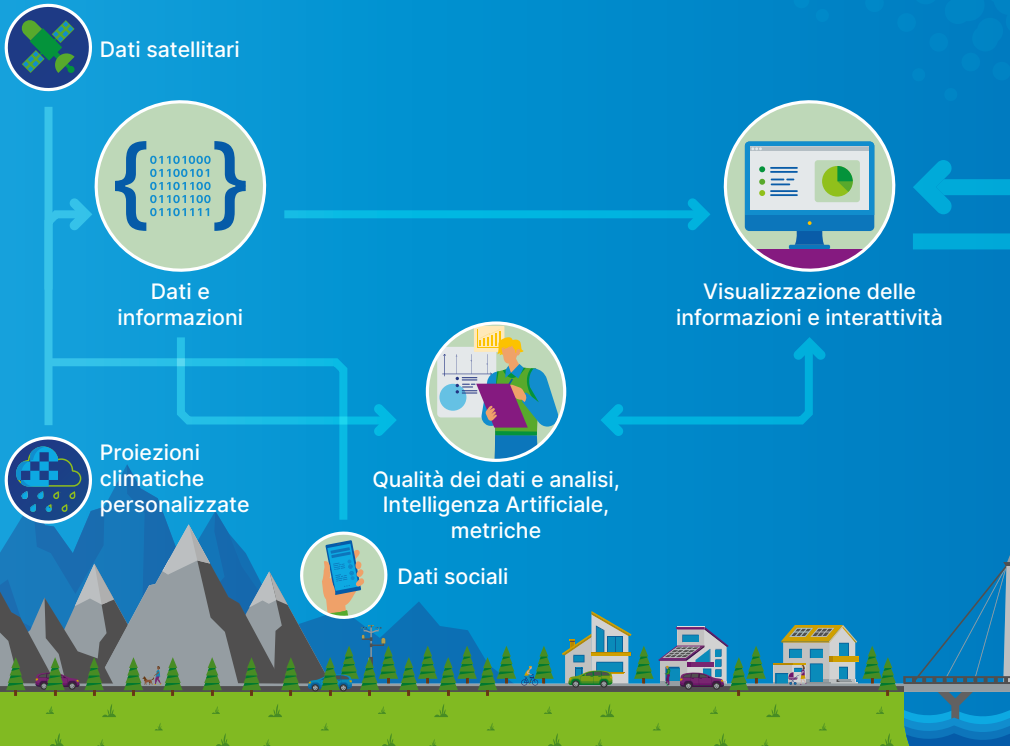 Dati satellitari
01101000
01100101
01101100
01101100
01101111
Dati e
informazioni
Visualizzazione delle
informazioni e interattività
Proiezioni
climatiche
personalizzate
Qualità dei dati e analisi,
Intelligenza Artificiale,
metriche
Dati sociali